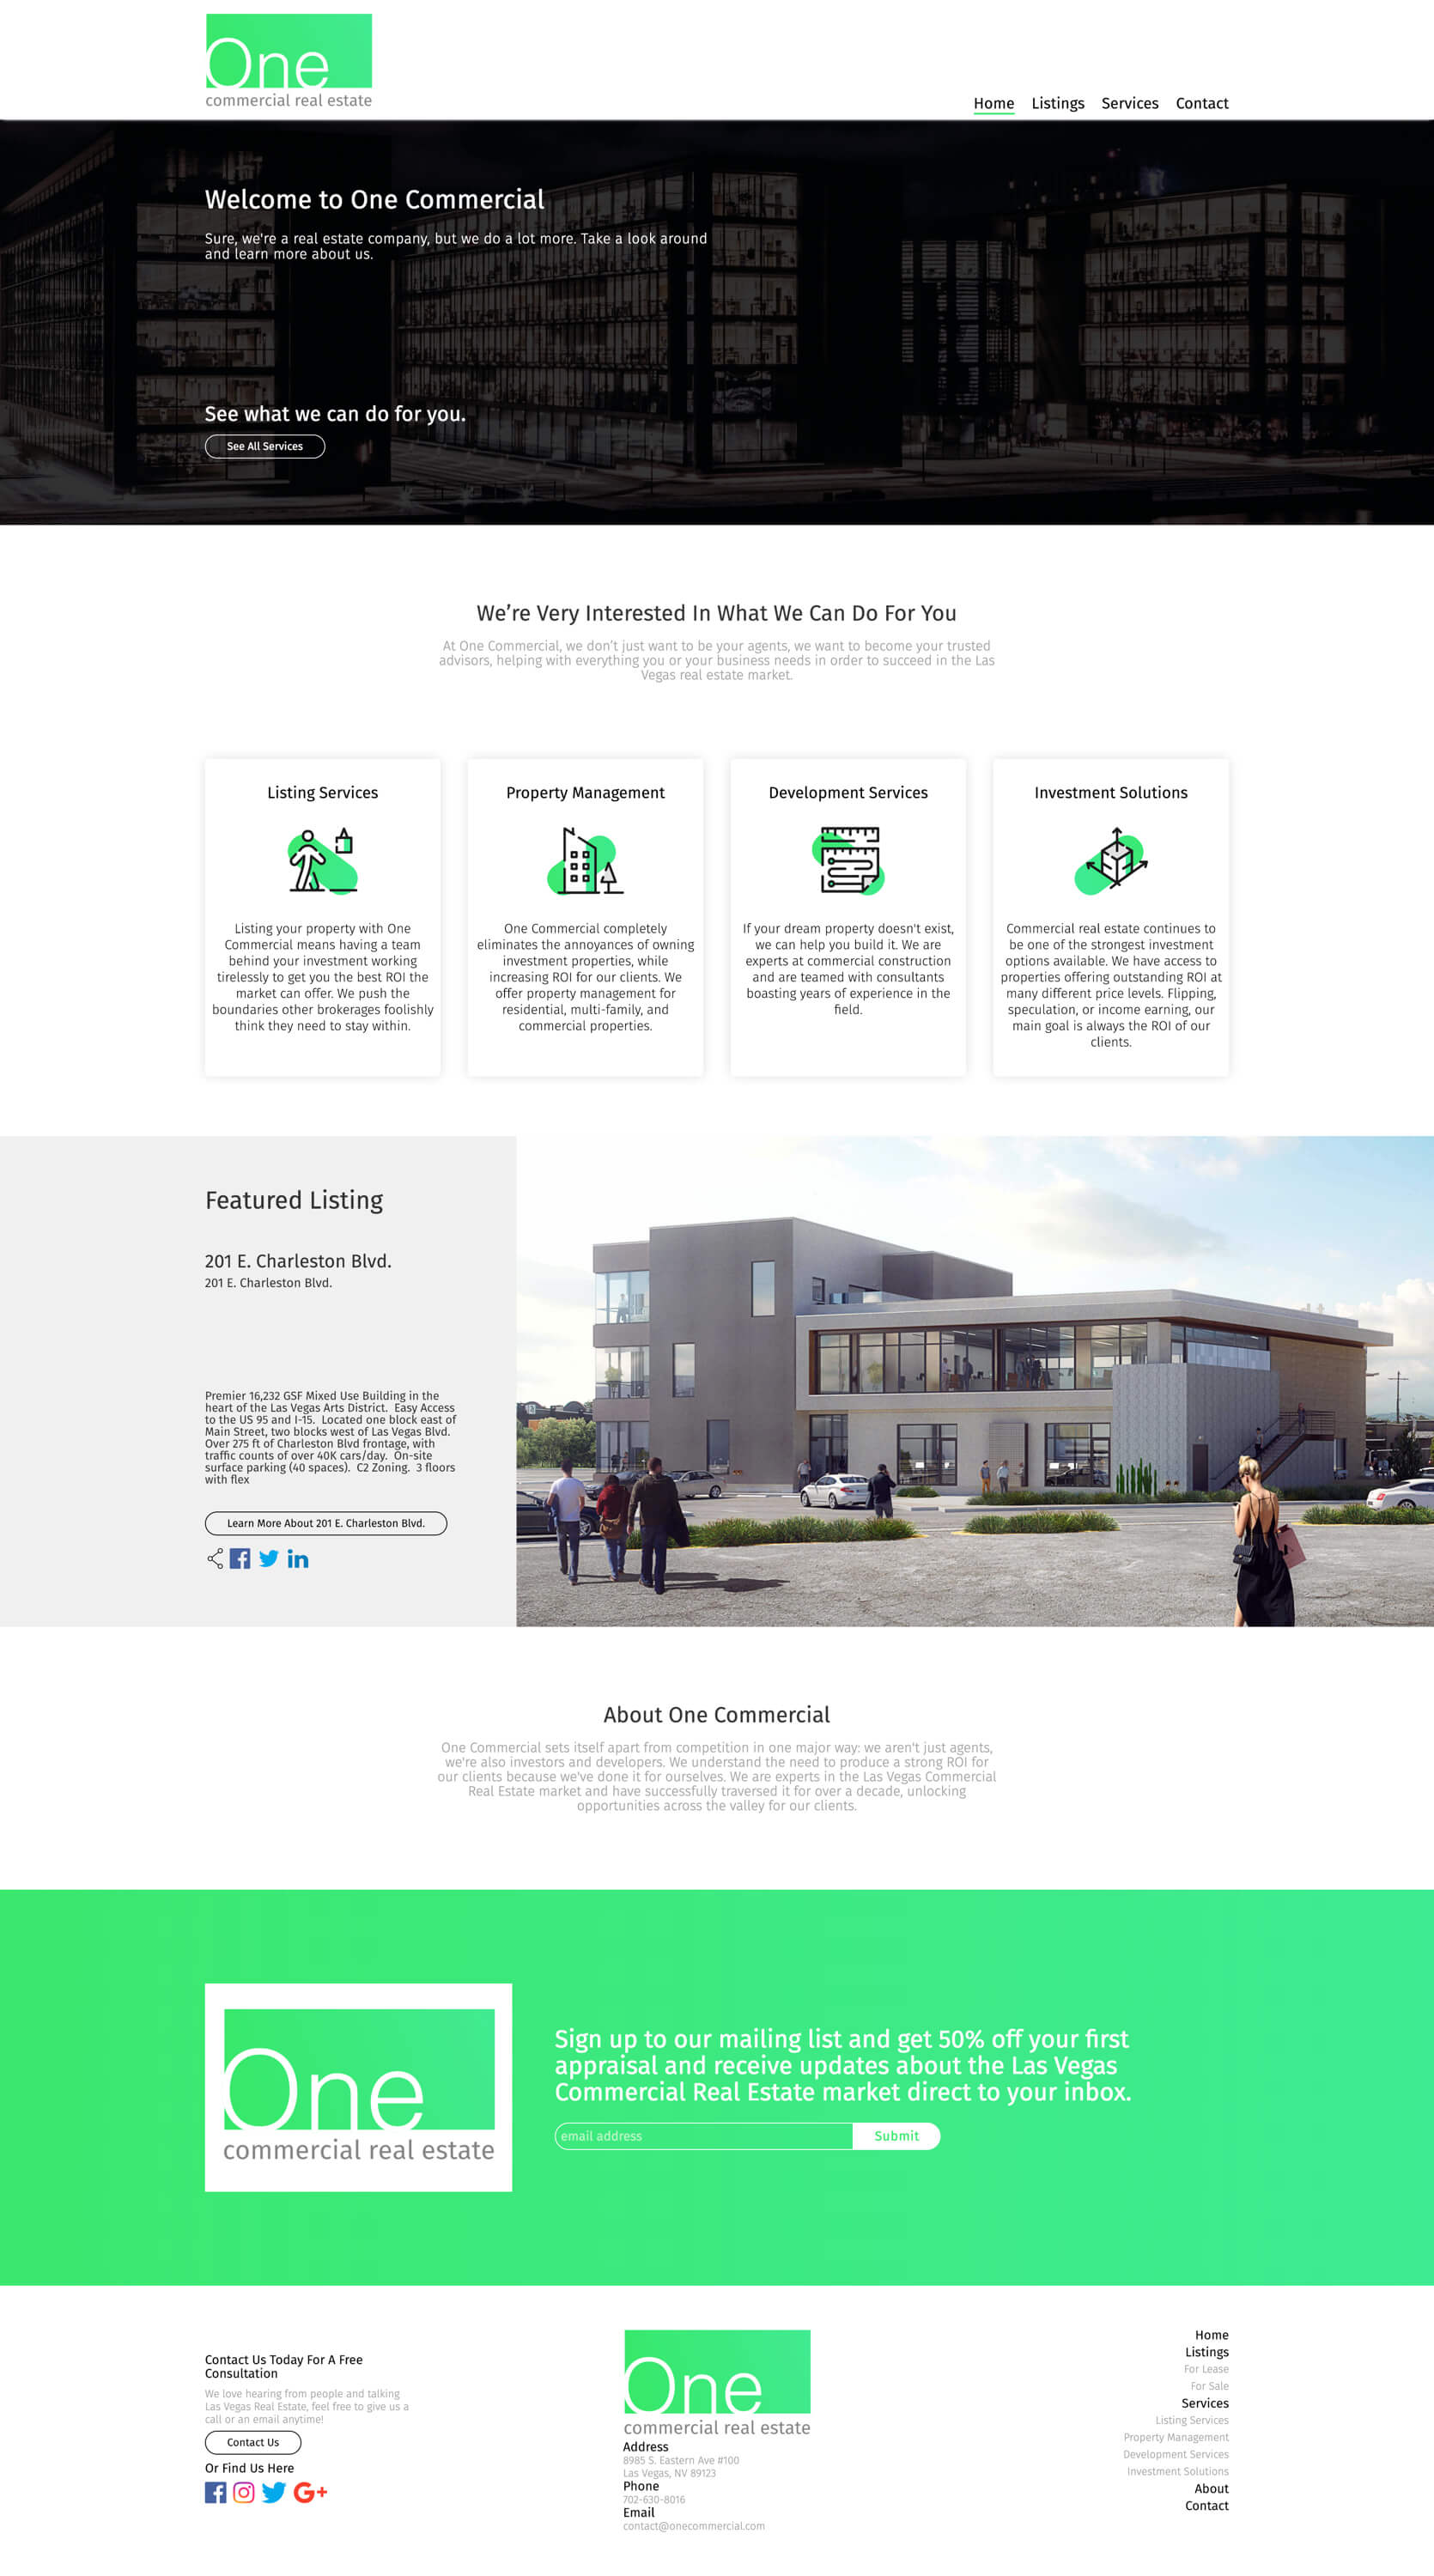 One
commercial real estate
Home Listings Services Contact
Welcome to One Commercial
Sure, we're a real estate company, but we do a lot more. Take a look around
and learn more about us.
See what we can do for you.
See All Services
We’re Very Interested In What We Can Do For You
At One Commercial, we don’t just want to be your agents, we want to become your trusted
advisors, helping with everything you or your business needs in order to succeed in the Las
Vegas real estate market.
Listing Services
Listing your property with One
Commercial means having a team
behind your investment working
tirelessly to get you the best ROI the
market can offer. We push the
boundaries other brokerages foolishly
think they need to stay within.
Property Management
One Commercial completely
eliminates the annoyances of owning
investment properties, while
increasing ROI for our clients. We
offer property management for
residential, multi-family, and
commercial properties.
Development Services
If your dream property doesn't exist,
we can help you build it. We are
experts at commercial construction
and are teamed with consultants
boasting years of experience in the
field.
Investment Solutions
Commercial real estate continues to
be one of the strongest investment
options available. We have access to
properties offering outstanding ROI at
many different price levels. Flipping,
speculation, or income earning, our
main goal is always the ROI of our
clients.
Featured Listing
201 E. Charleston Blvd.
201 E. Charleston Blvd.
Premier 16,232 GSF Mixed Use Building in the
heart of the Las Vegas Arts District. Easy Access
to the US 95 and I-15. Located one block east of
Main Street, two blocks west of Las Vegas Blvd.
Over 275 ft of Charleston Blvd frontage, with
traffic counts of over 40K cars/day. On-site
surface parking (40 spaces). C2 Zoning. 3 floors
with flex
Learn More About 201 E. Charleston Blvd.
About One Commercial
One Commercial sets itself apart from competition in one major way: we aren't just agents,
we're also investors and developers. We understand the need to produce a strong ROI for
our clients because we've done it for ourselves. We are experts in the Las Vegas Commercial
Real Estate market and have successfully traversed it for over a decade, unlocking
opportunities across the valley for our clients.
One
commercial real estate
Sign up to our mailing list and get 50% off your first
appraisal and receive updates about the Las Vegas
Commercial Real Estate market direct to your inbox.
email address Submit
Contact Us Today For A Free
Consultation
We love hearing from people and talking
Las Vegas Real Estate, feel free to give us a
call or an email anytime!
Contact Us
Or Find Us Here
One
commercial real estate
Address
8985 S. Eastern Ave #100
Las Vegas, NV 89123
Phone
702-630-8016
Email
contact@onecommercial.com
Home
Listings
For Lease
For Sale
Services
Listing Services
Property Management
Development Services
Investment Solutions
About
Contact